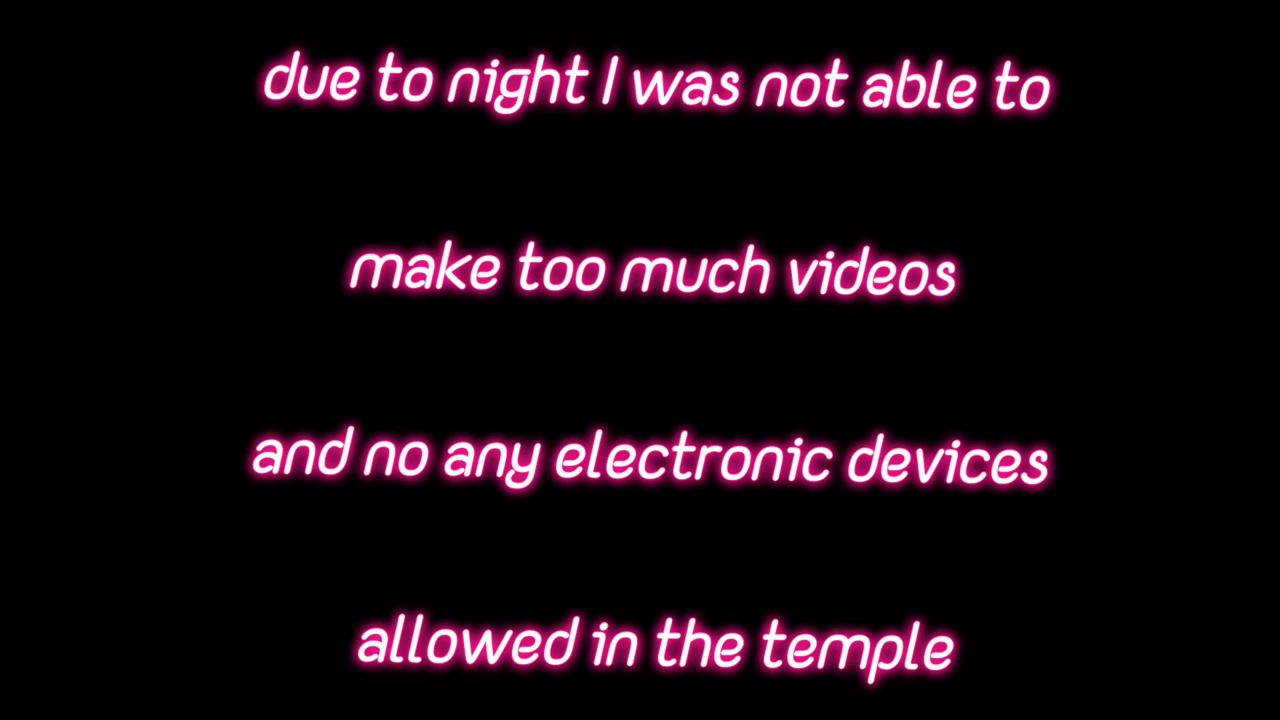 due to night I was not able to
make too much videos
and no any electronic devices
allowed in the temple